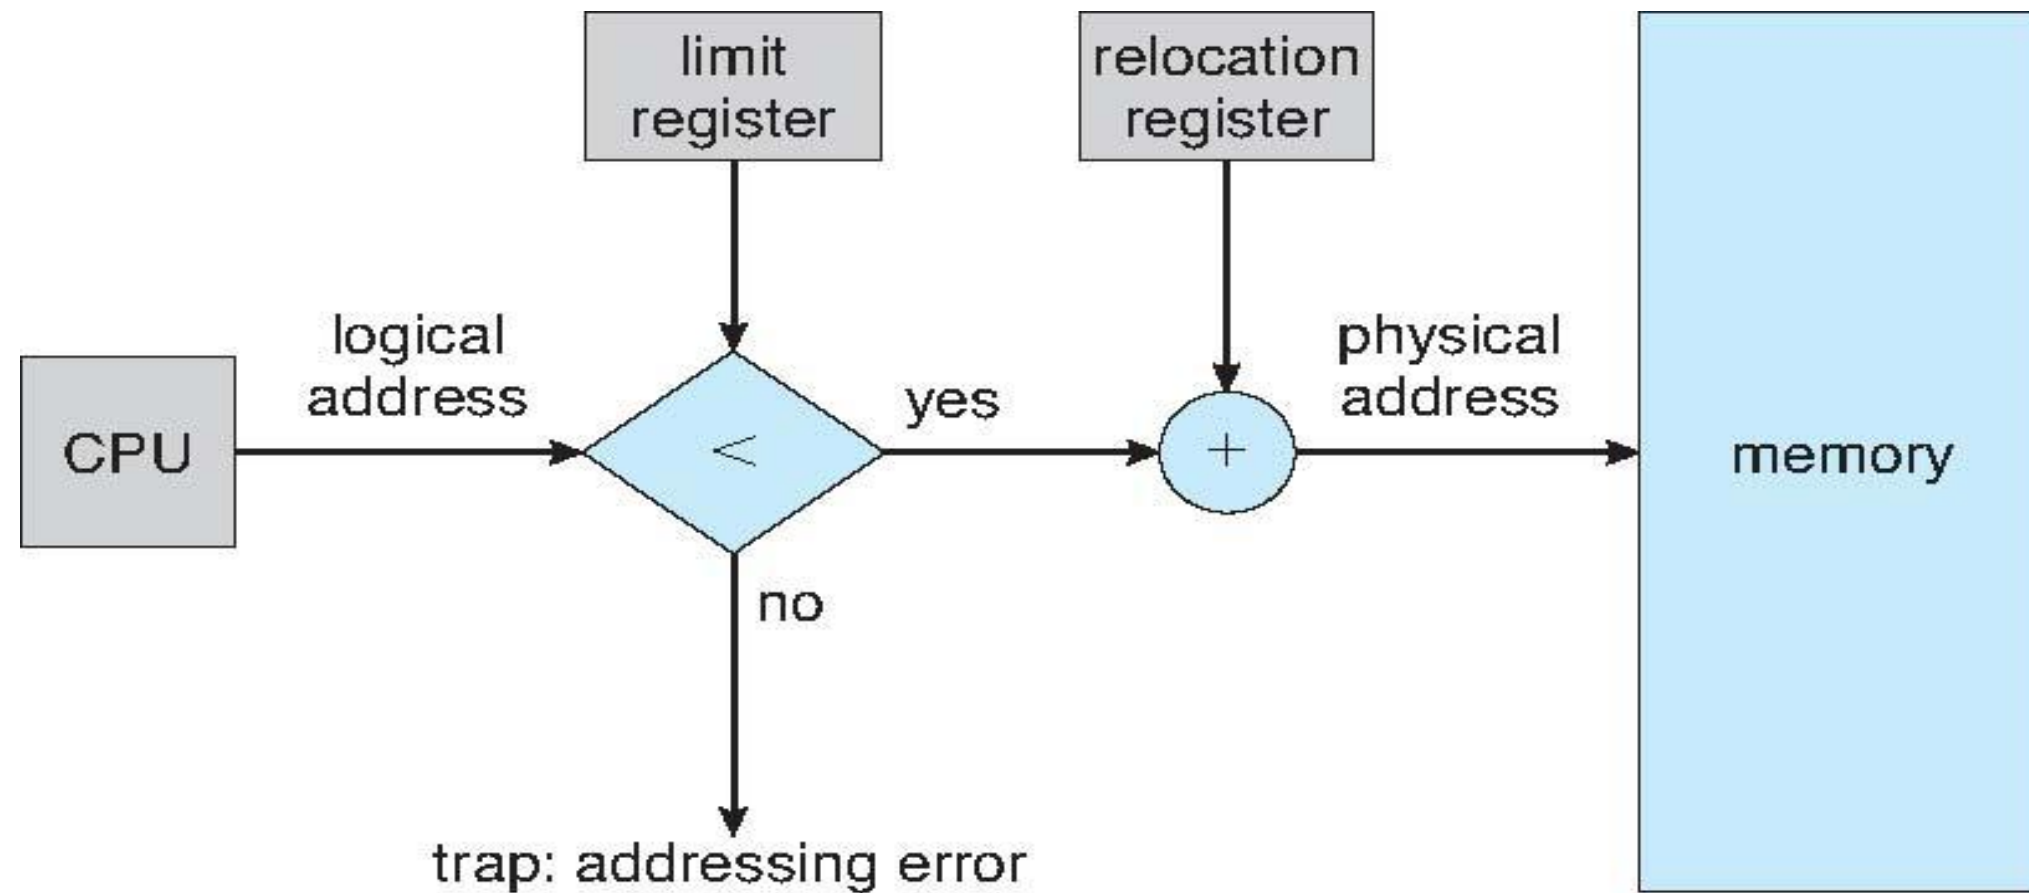 limit
register
relocation
register
logical
address
physical
address
CPU
<
yes
+
memory
no
trap: addressing error